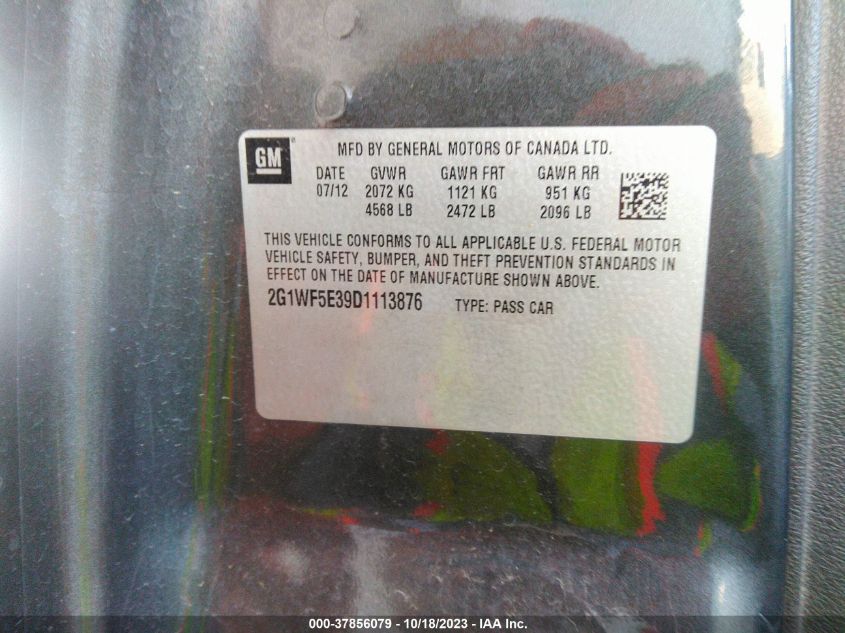 GM ®
MFD BY GENERAL MOTORS OF CANADA LTD.
DATE GVWR GAWR FRT GAWR RR
07/12 2072 KG 1121 KG 951 KG
4568 LB 2472 LB 2096 LB
THIS VEHICLE CONFORMS TO ALL APPLICABLE U.S. FEDERAL MOTOR
VEHICLE SAFETY, BUMPER, AND THEFT PREVENTION STANDARDS IN
EFFECT ON THE DATE OF MANUFACTURE SHOWN ABOVE.
2G1WF5E39D1113876 TYPE: PASS CAR
000-37856079 - 10/18/2023 - IAA Inc.